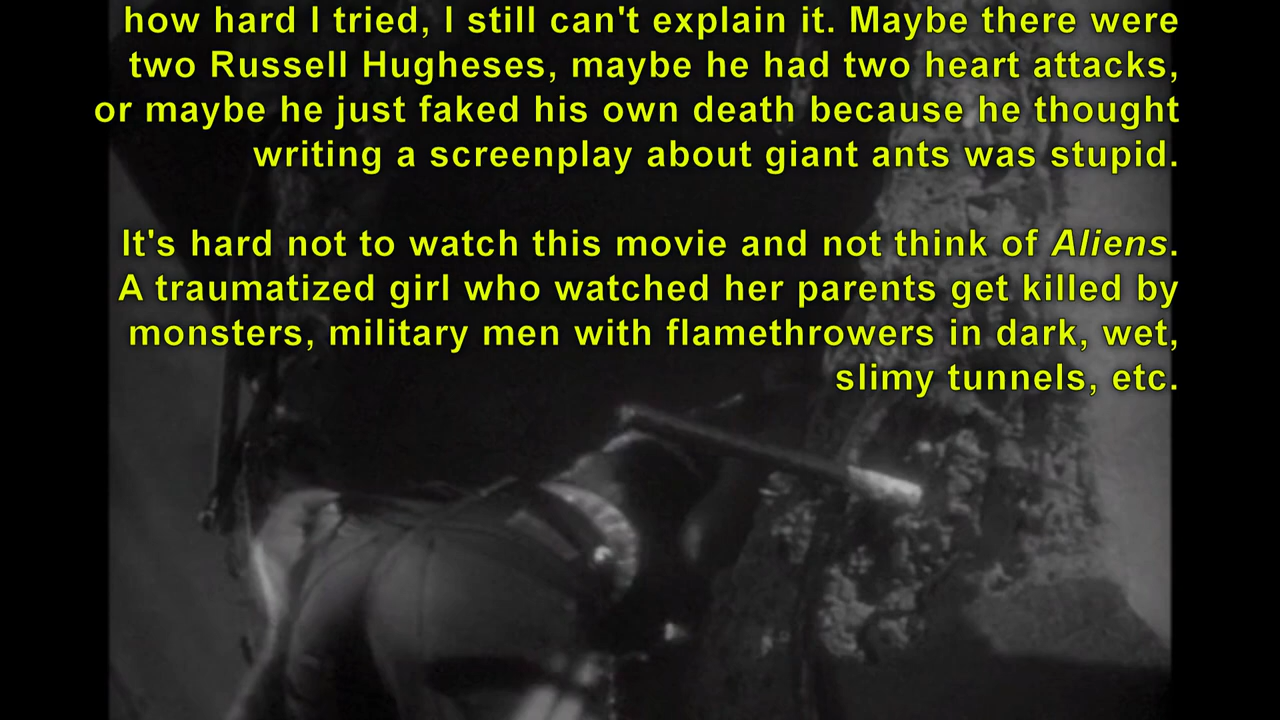 how hard I tried, I still can't explain it. Maybe there were
two Russell Hugheses, maybe he had two heart attacks,
or maybe he just faked his own death because he thought
writing a screenplay about giant ants was stupid.
It's hard not to watch this movie and not think of Aliens.
A traumatized girl who watched her parents get killed by
monsters, military men with flamethrowers in dark, wet,
slimy tunnels, etc.